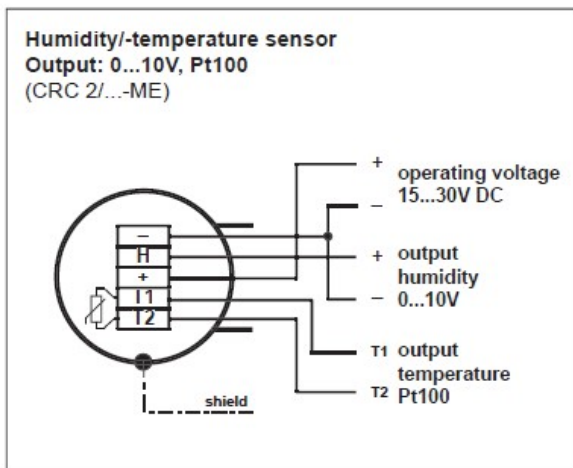 Humidity/-temperature sensor
Output: 0...10V, Pt100
(CRC 2/...-ME)
+ operating voltage
15...30V DC
−
−
H
+
T1
T2
+ output
humidity
− 0...10V
T1 output
temperature
T2 Pt100
shield